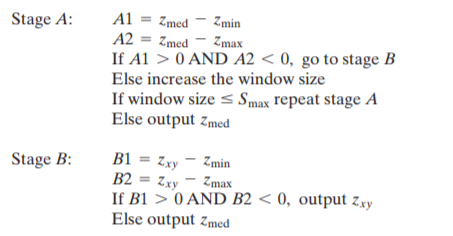 Stage A: A1 = zmed − zmin
A2 = zmed − zmax
If A1 > 0 AND A2 < 0, go to stage B
Else increase the window size
If window size ≤ Smax repeat stage A
Else output zmed
Stage B: B1 = zxy − zmin
B2 = zxy − zmax
If B1 > 0 AND B2 < 0, output zxy
Else output zmed